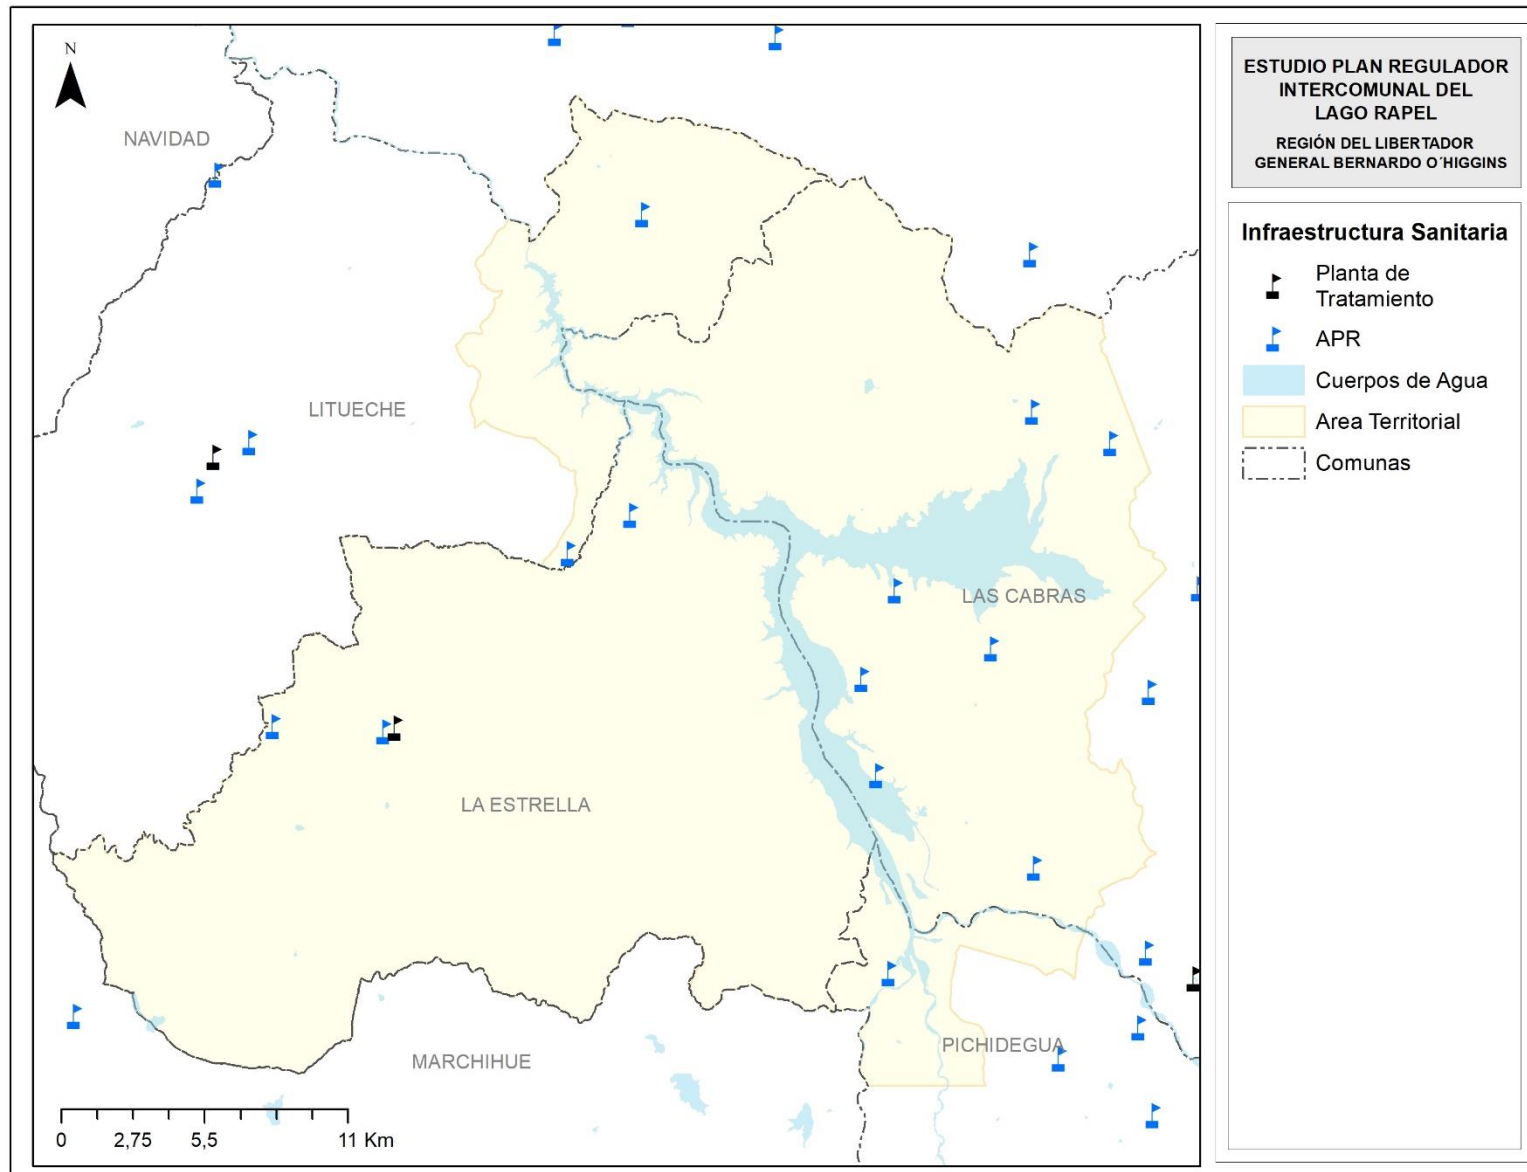 N
NAVIDAD
LITUECHE
LAS CABRAS
LA ESTRELLA
MARCHIHUE
PICHIDEGUA
0 2,75 5,5 11 Km
ESTUDIO PLAN REGULADOR
INTERCOMUNAL DEL
LAGO RAPEL
REGIÓN DEL LIBERTADOR
GENERAL BERNARDO O´HIGGINS
Infraestructura Sanitaria
Planta de
Tratamiento
APR
Cuerpos de Agua
Area Territorial
Comunas